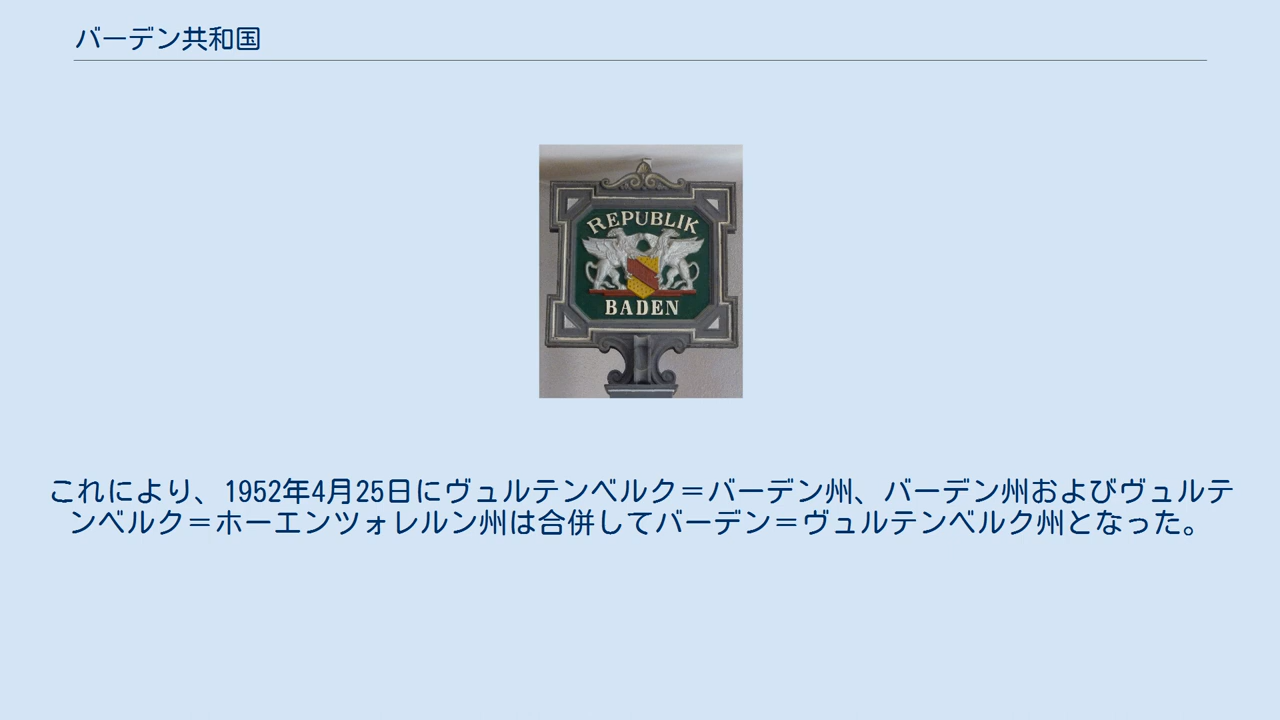 バーデン共和国
REPUBLIK
BADEN
これにより、1952年4月25日にヴュルテンベルク＝バーデン州、バーデン州およびヴュルテ
ンベルク＝ホーエンツォレルン州は合併してバーデン＝ヴュルテンベルク州となった。